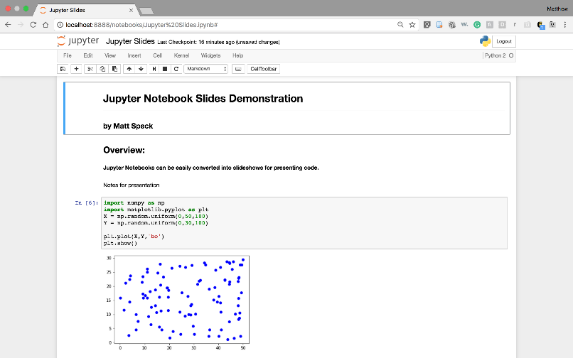 Jupyter Slides
Matthew
localhost:8888/notebooks/Jupyter%20Slides.ipynb#
jupyter Jupyter Slides Last Checkpoint: 16 minutes ago (unsaved changes)
Logout
File Edit View Insert Cell Kernel Widgets Help
Python 2
Markdown
CellToolbar
Jupyter Notebook Slides Demonstration
by Matt Speck
Overview:
Jupyter Notebooks can be easily converted into slideshows for presenting code.
Notes for presentation
In [8]:
import numpy as np
import matplotlib.pyplot as plt
X = np.random.uniform(0,50,100)
Y = np.random.uniform(0,30,100)
plt.plot(X,Y,'bo')
plt.show()
30
25
20
15
10
5
0
0 10 20 30 40 50